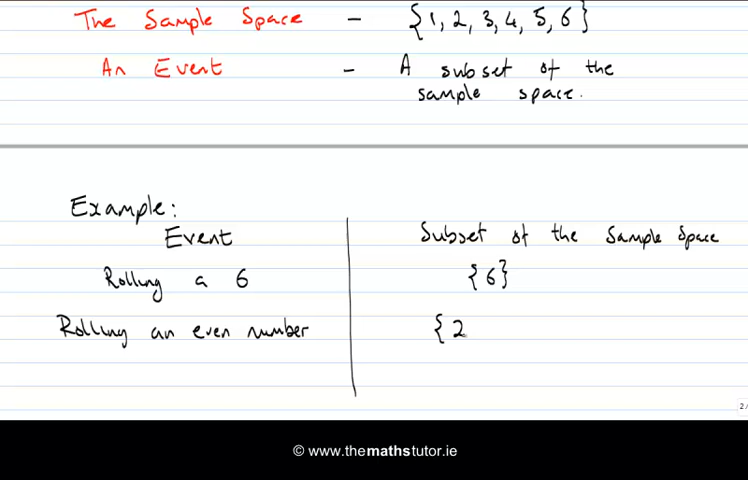 The Sample Space - {1, 2, 3, 4, 5, 6}
An Event - A subset of the
sample space.
Example:
Event Subset of the Sample Space
Rolling a 6 {6}
Rolling an even number {2
2/
© www.themathstutor.ie